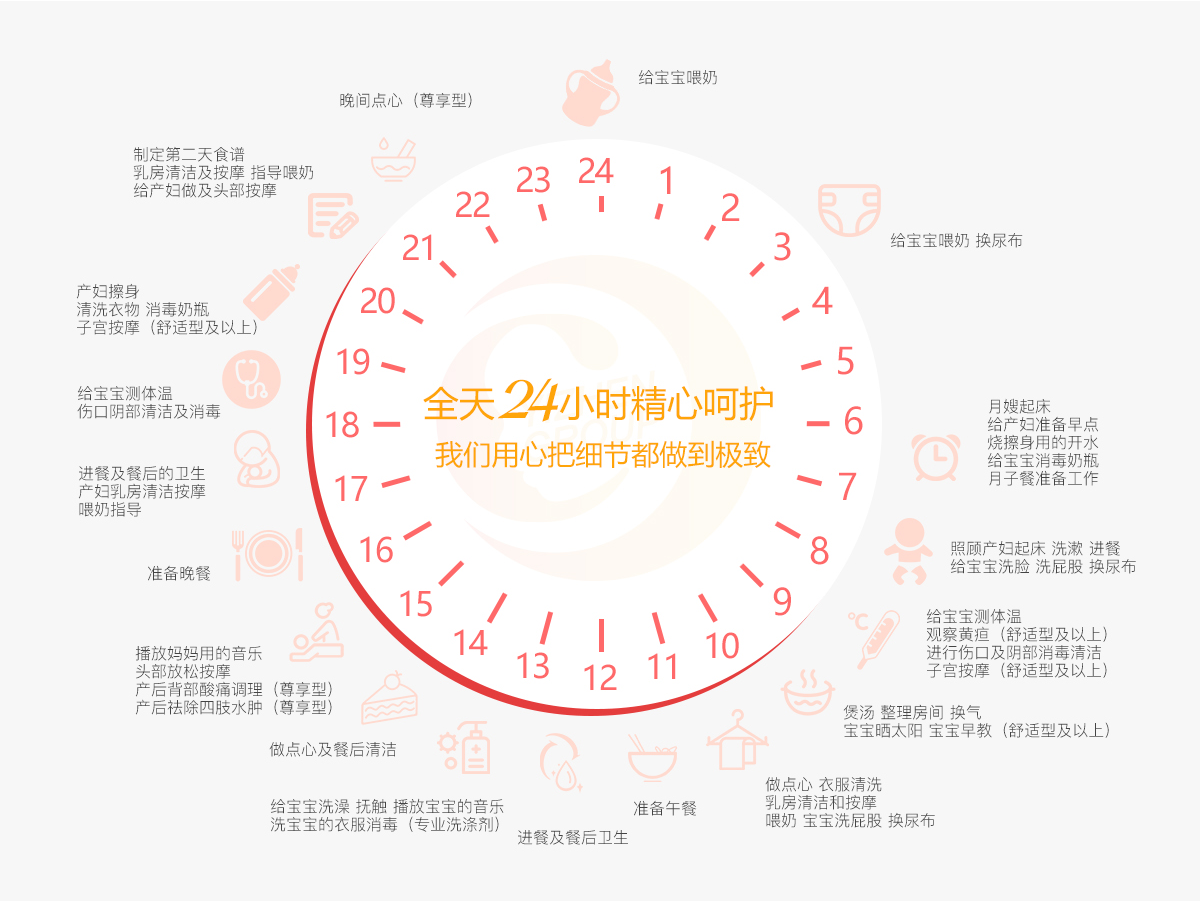 给宝宝喂奶
晚间点心（尊享型）
制定第二天食谱
乳房清洁及按摩 指导喂奶
给产妇做及头部按摩
给宝宝喂奶 换尿布
产妇擦身
清洗衣物 消毒奶瓶
子宫按摩（舒适型及以上）
给宝宝测体温
伤口阴部清洁及消毒
进餐及餐后的卫生
产妇乳房清洁按摩
喂奶指导
准备晚餐
播放妈妈用的音乐
头部放松按摩
产后背部酸痛调理（尊享型）
产后祛除四肢水肿（尊享型）
做点心及餐后清洁
给宝宝洗澡 抚触 播放宝宝的音乐
洗宝宝的衣服消毒（专业洗涤剂）
进餐及餐后卫生
准备午餐
做点心 衣服清洗
乳房清洁和按摩
喂奶 宝宝洗屁股 换尿布
煲汤 整理房间 换气
宝宝晒太阳 宝宝早教（舒适型及以上）
℃
给宝宝测体温
观察黄疸（舒适型及以上）
进行伤口及阴部消毒清洁
子宫按摩（舒适型及以上）
照顾产妇起床 洗漱 进餐
给宝宝洗脸 洗屁股 换尿布
月嫂起床
给产妇准备早点
烧擦身用的开水
给宝宝消毒奶瓶
月子餐准备工作
24
1
2
3
4
5
6
7
8
9
10
11
12
13
14
15
16
17
18
19
20
21
22
23
全天24小时精心呵护
我们用心把细节都做到极致